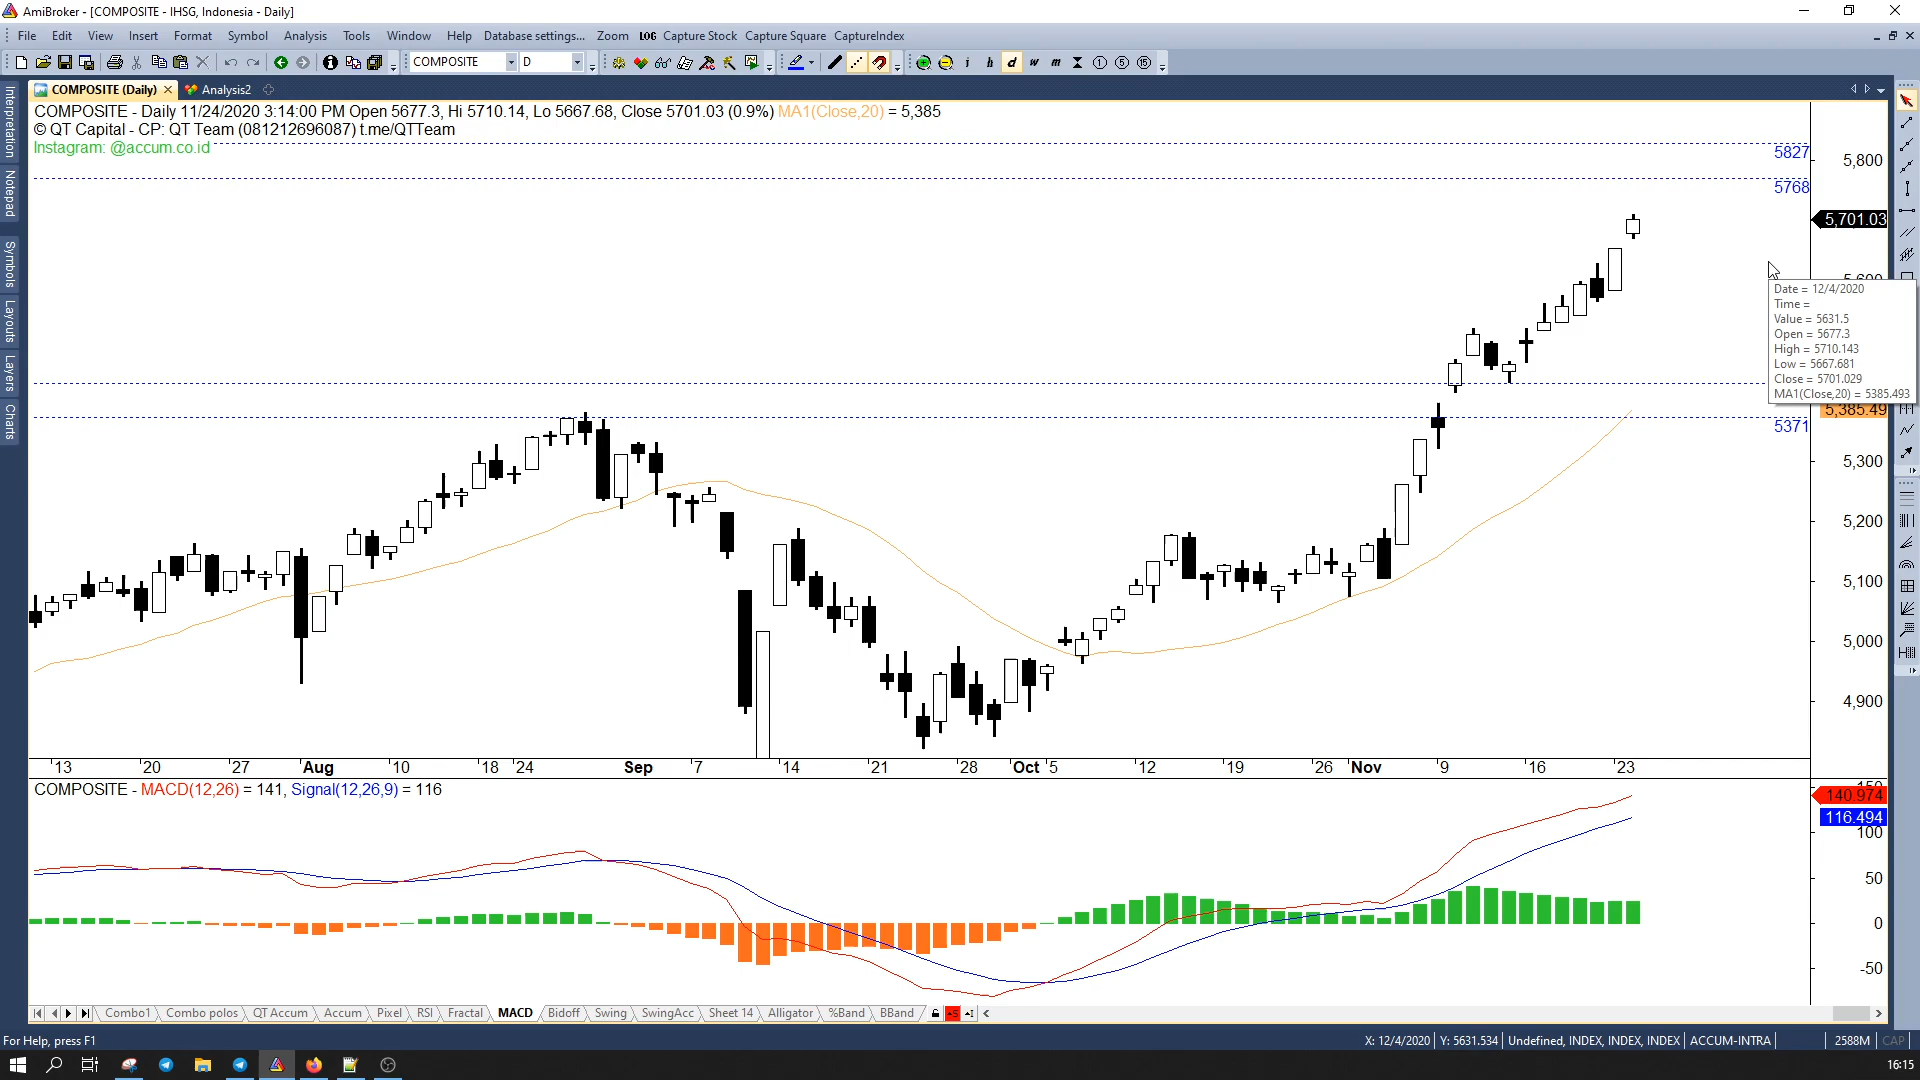 AmiBroker - [COMPOSITE - IHSG, Indonesia - Daily]
File Edit View Insert Format Symbol Analysis Tools Window Help Database settings... Zoom LOG Capture Stock Capture Square CaptureIndex
COMPOSITE D i h d w m
COMPOSITE (Daily) Analysis2
COMPOSITE - Daily 11/24/2020 3:14:00 PM Open 5677.3, Hi 5710.14, Lo 5667.68, Close 5701.03 (0.9%) MA1(Close,20) = 5,385
© QT Capital - CP: QT Team (081212696087) t.me/QTTeam
Instagram: @accum.co.id
Interpretation
Notepad
Symbols
Layouts
Layers
Charts
5827
5,800
5768
5,701.03
Date = 12/4/2020
Time =
Value = 5631.5
Open = 5677.3
High = 5710.143
Low = 5667.681
Close = 5701.029
MA1(Close,20) = 5385.493
5,385.49
5371
5,300
5,200
5,100
5,000
4,900
13 20 27 Aug 10 18 24 Sep 7 14 21 28 Oct 5 12 19 26 Nov 9 16 23
COMPOSITE - MACD(12,26) = 141, Signal(12,26,9) = 116
140.974
116.494
100
50
0
-50
Combo1 Combo polos QT Accum Accum Pixel RSI Fractal MACD Bidoff Swing SwingAcc Sheet 14 Alligator %Band BBand
For Help, press F1 X: 12/4/2020 Y: 5631.534 Undefined, INDEX, INDEX, INDEX ACCUM-INTRA 2588M CAP
16:15